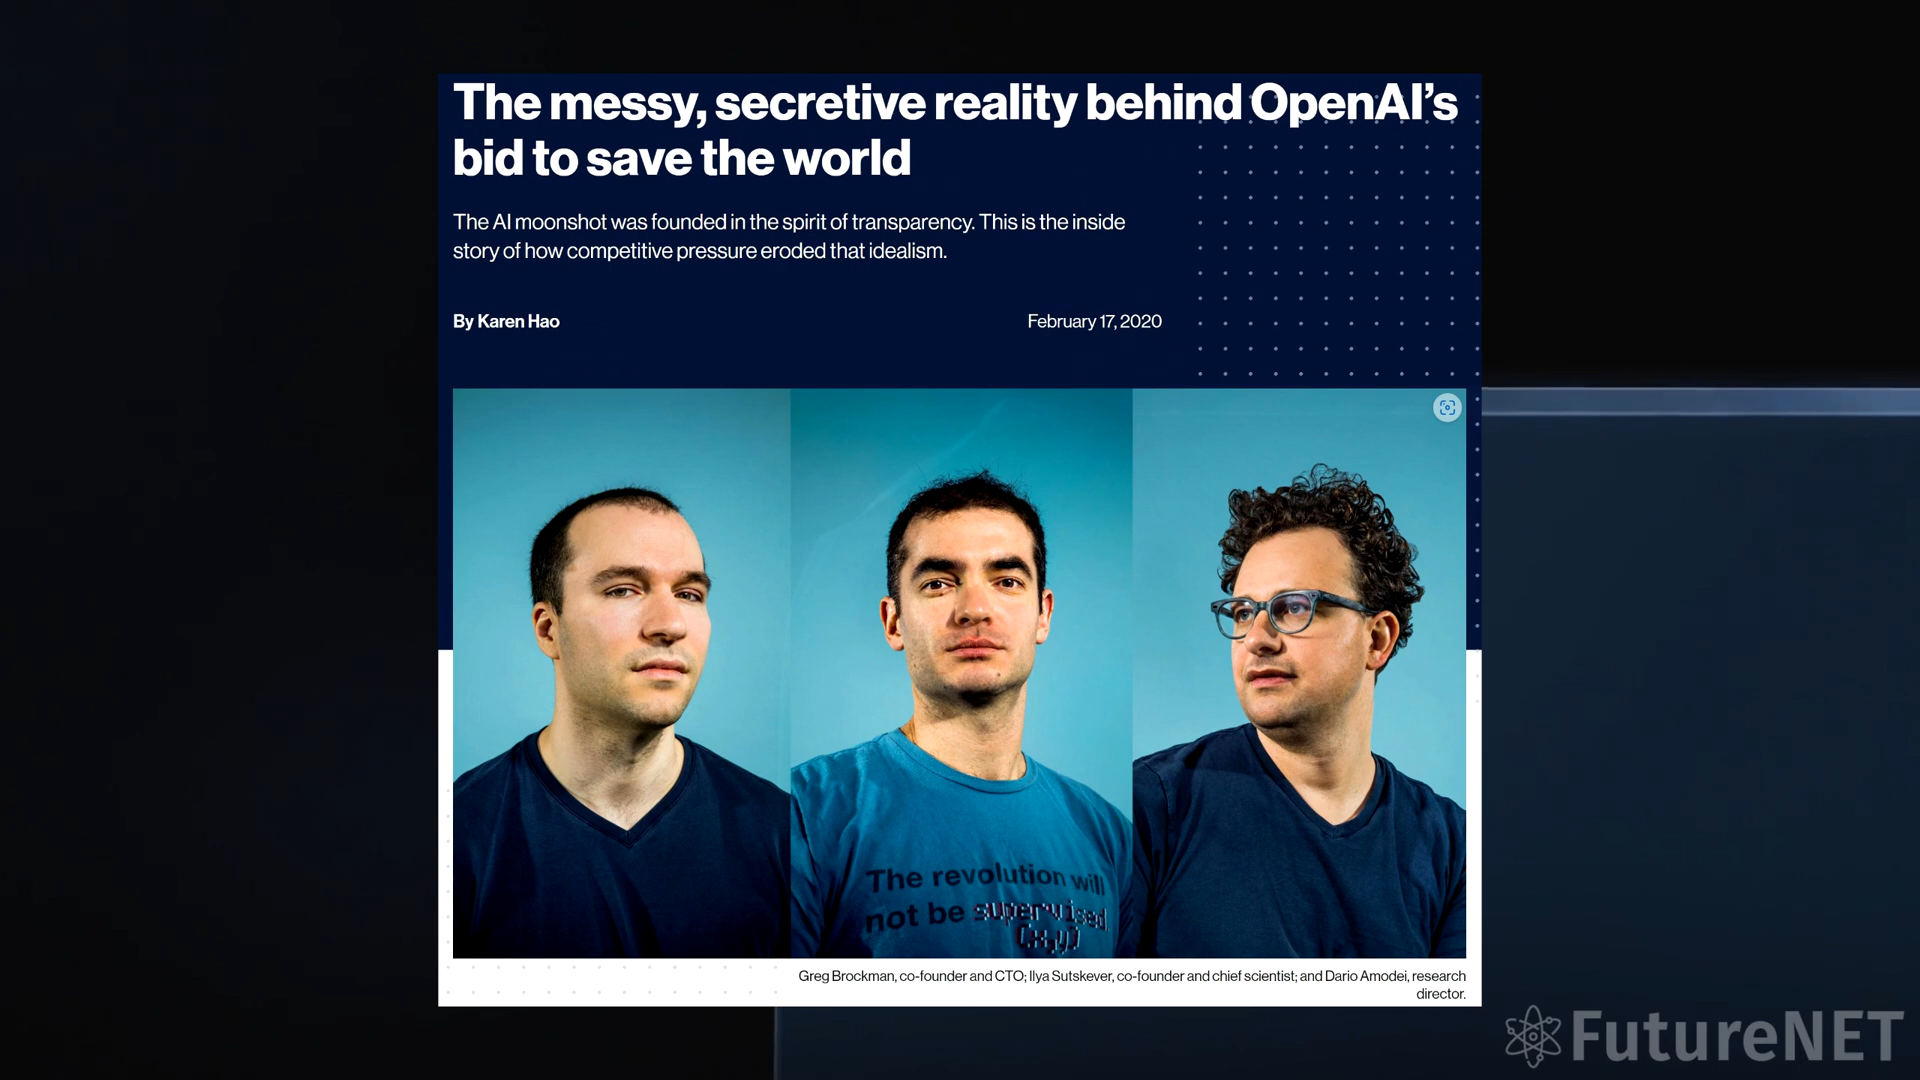 The messy, secretive reality behind OpenAI’s
bid to save the world
The AI moonshot was founded in the spirit of transparency. This is the inside
story of how competitive pressure eroded that idealism.
By Karen Hao
February 17, 2020
The revolution will
not be supervised
(x,y)
Greg Brockman, co-founder and CTO; Ilya Sutskever, co-founder and chief scientist; and Dario Amodei, research
director.
FutureNET